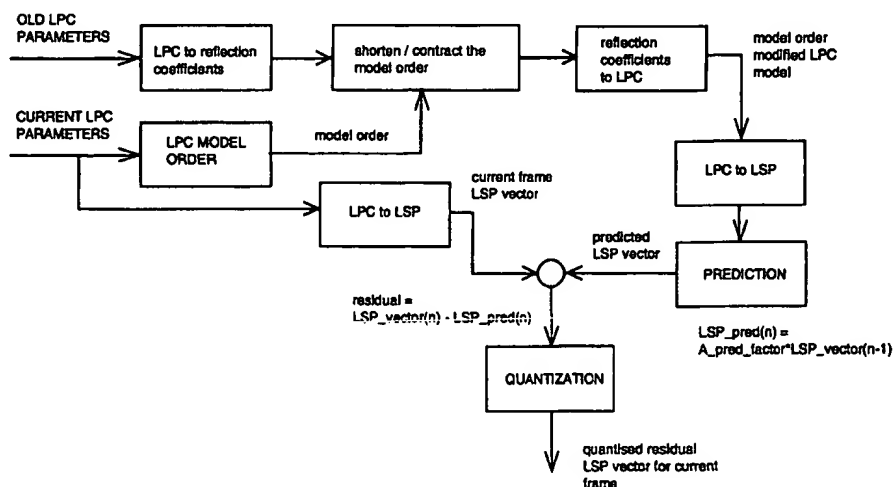 OLD LPC
PARAMETERS
LPC to reflection
coefficients
shorten / contract the
model order
reflection
coefficients
to LPC
model order
modified LPC
model
CURRENT LPC
PARAMETERS
LPC MODEL
ORDER
model order
LPC to LSP
current frame
LSP vector
LPC to LSP
predicted
LSP vector
PREDICTION
residual =
LSP_vector(n) - LSP_pred(n)
LSP_pred(n) =
A_pred_factor*LSP_vector(n-1)
QUANTIZATION
quantised residual
LSP vector for current
frame